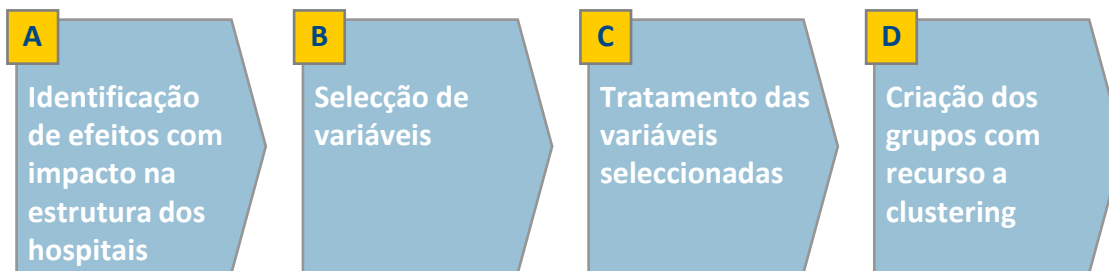 A
Identificação
de efeitos com
impacto na
estrutura dos
hospitais
B
Selecção de
variáveis
C
Tratamento das
variáveis
seleccionadas
D
Criação dos
grupos com
recurso a
clustering